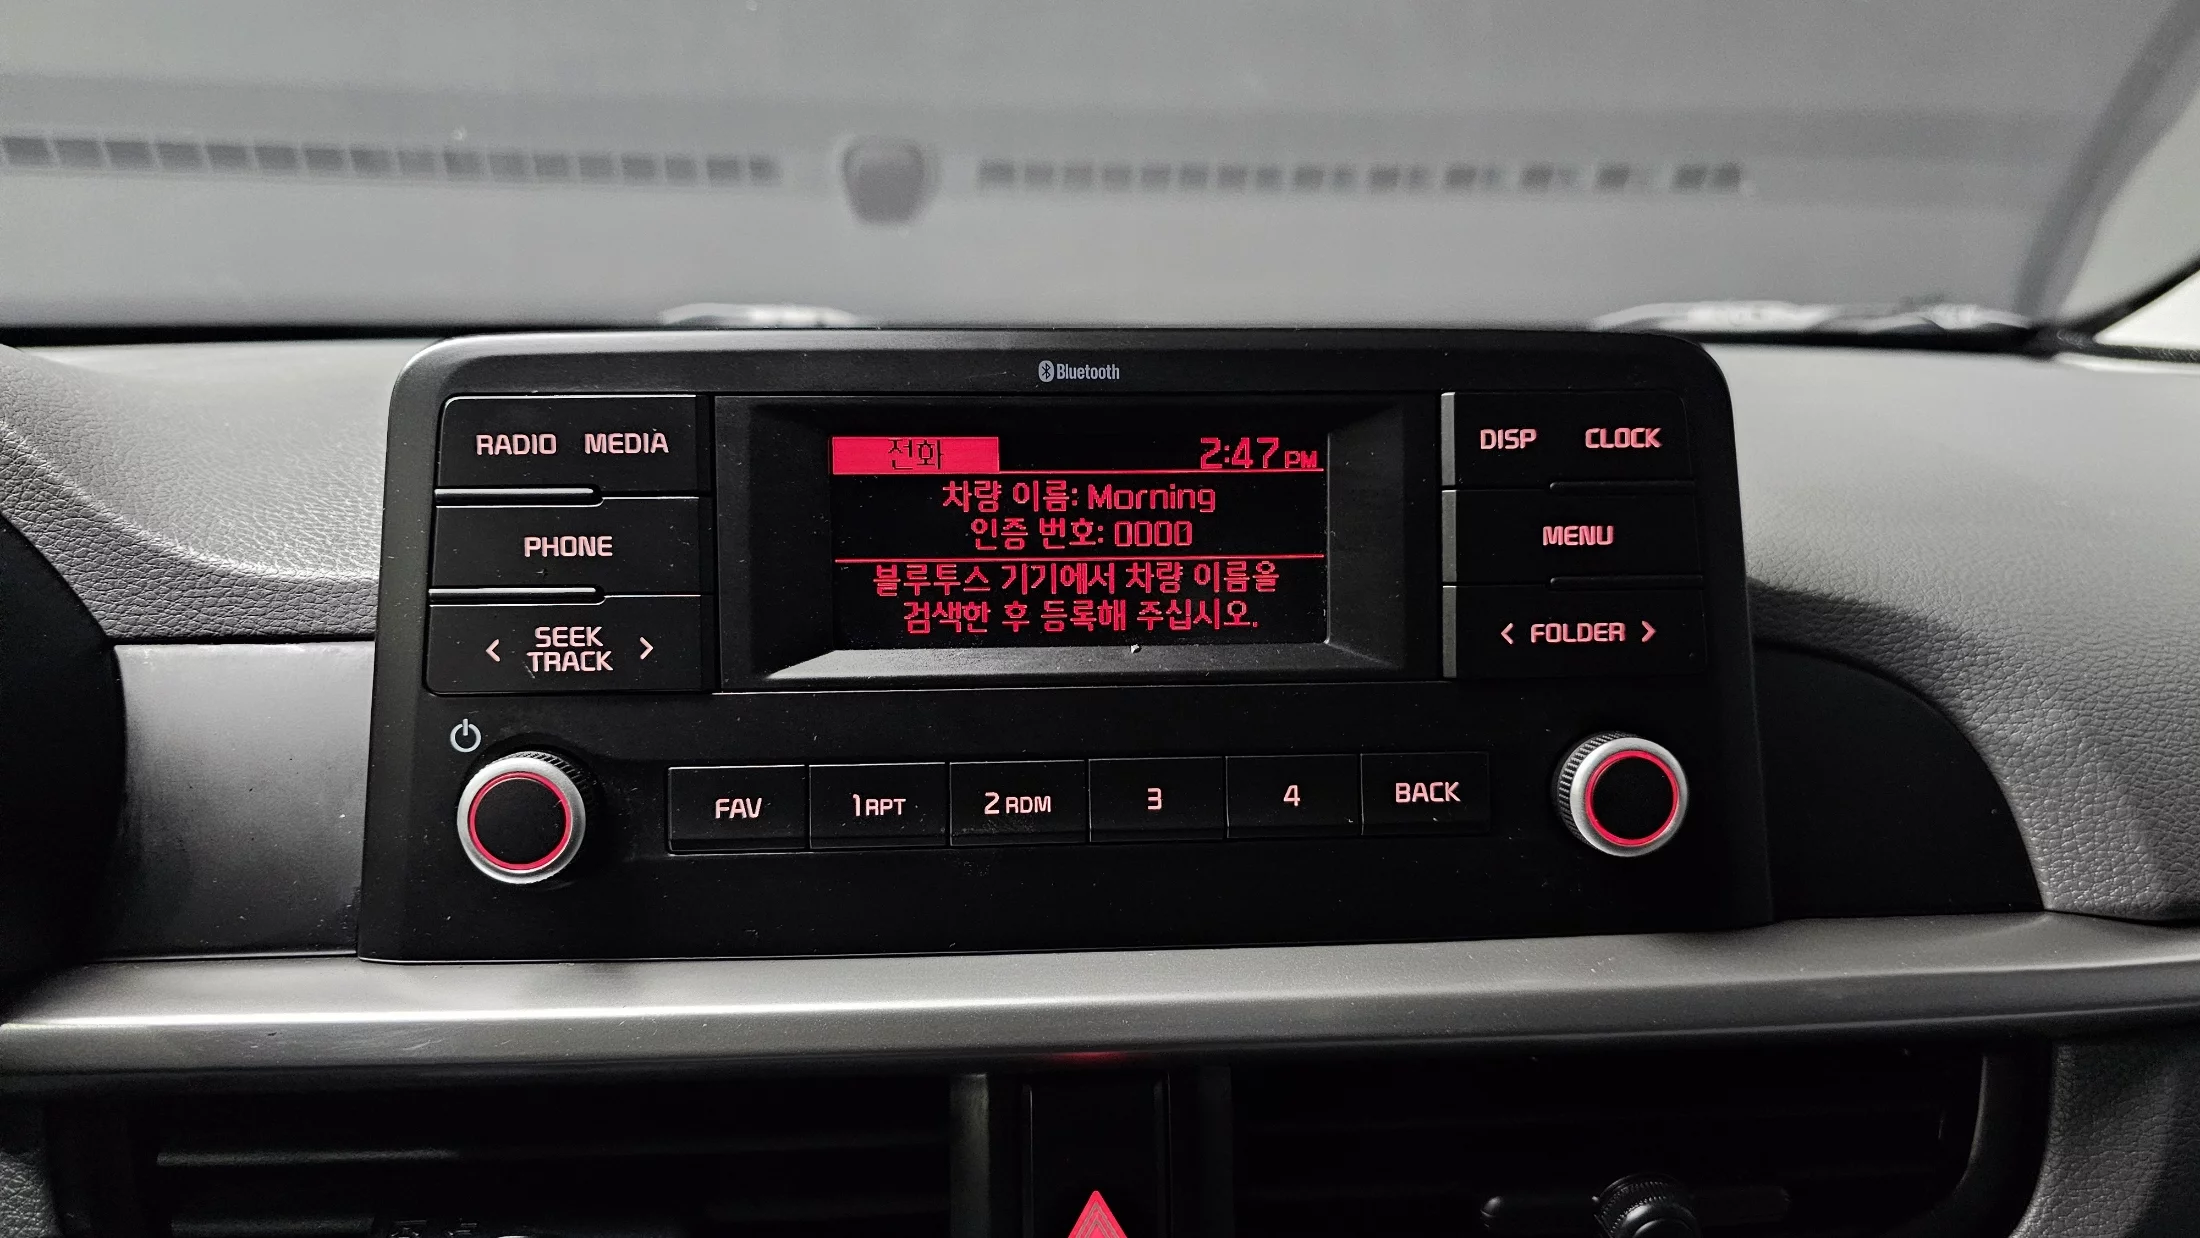 Bluetooth
RADIO MEDIA
PHONE
< SEEK TRACK >
전화
2:47 PM
차량 이름: Morning
인증 번호: 0000
블루투스 기기에서 차량 이름을
검색한 후 등록해 주십시오.
DISP CLOCK
MENU
< FOLDER >
FAV
1 RPT
2 RDM
3
4
BACK